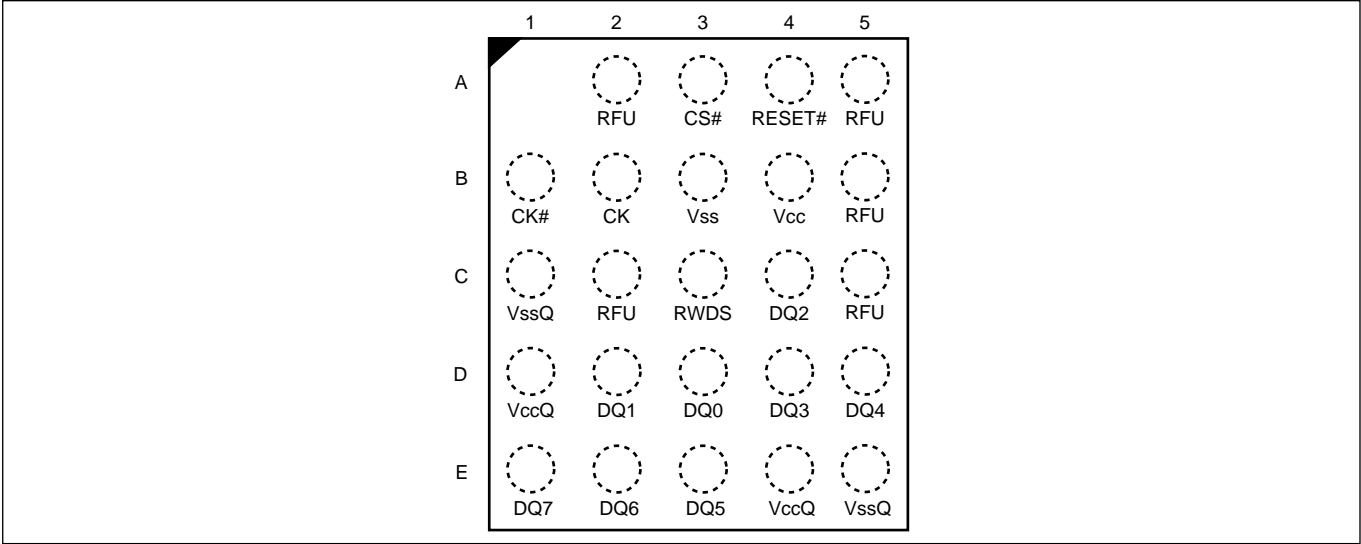 1 2 3 4 5
A
RFU CS# RESET# RFU
B
CK# CK Vss Vcc RFU
C
VssQ RFU RWDS DQ2 RFU
D
VccQ DQ1 DQ0 DQ3 DQ4
E
DQ7 DQ6 DQ5 VccQ VssQ